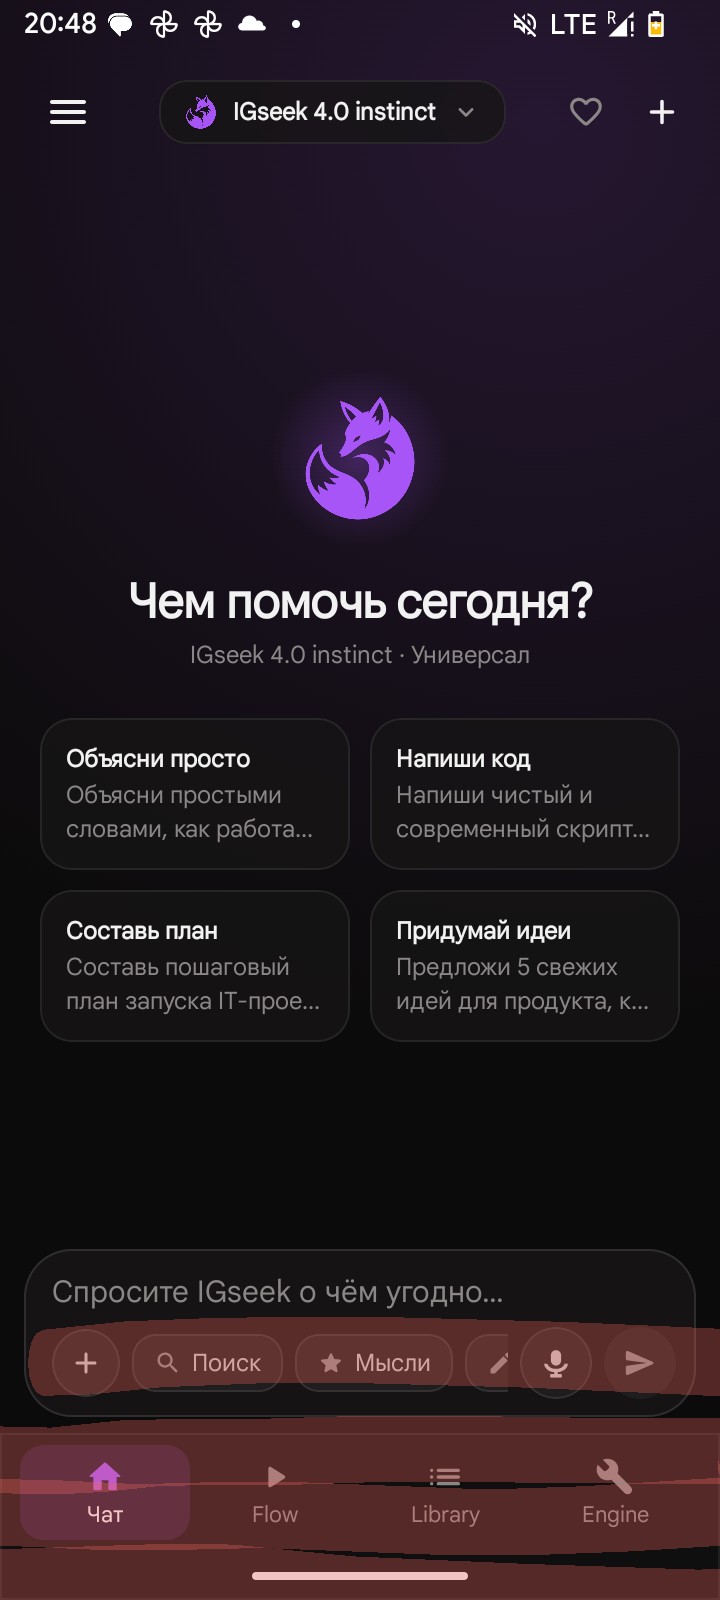 20:48 LTE R
IGseek 4.0 instinct
Чем помочь сегодня?
IGseek 4.0 instinct · Универсал
Объясни просто
Объясни простыми
словами, как работа...
Напиши код
Напиши чистый и
современный скрипт...
Составь план
Составь пошаговый
план запуска IT-прое...
Придумай идеи
Предложи 5 свежих
идей для продукта, к...
Спросите IGseek о чём угодно...
Поиск Мысли
Чат Flow Library Engine